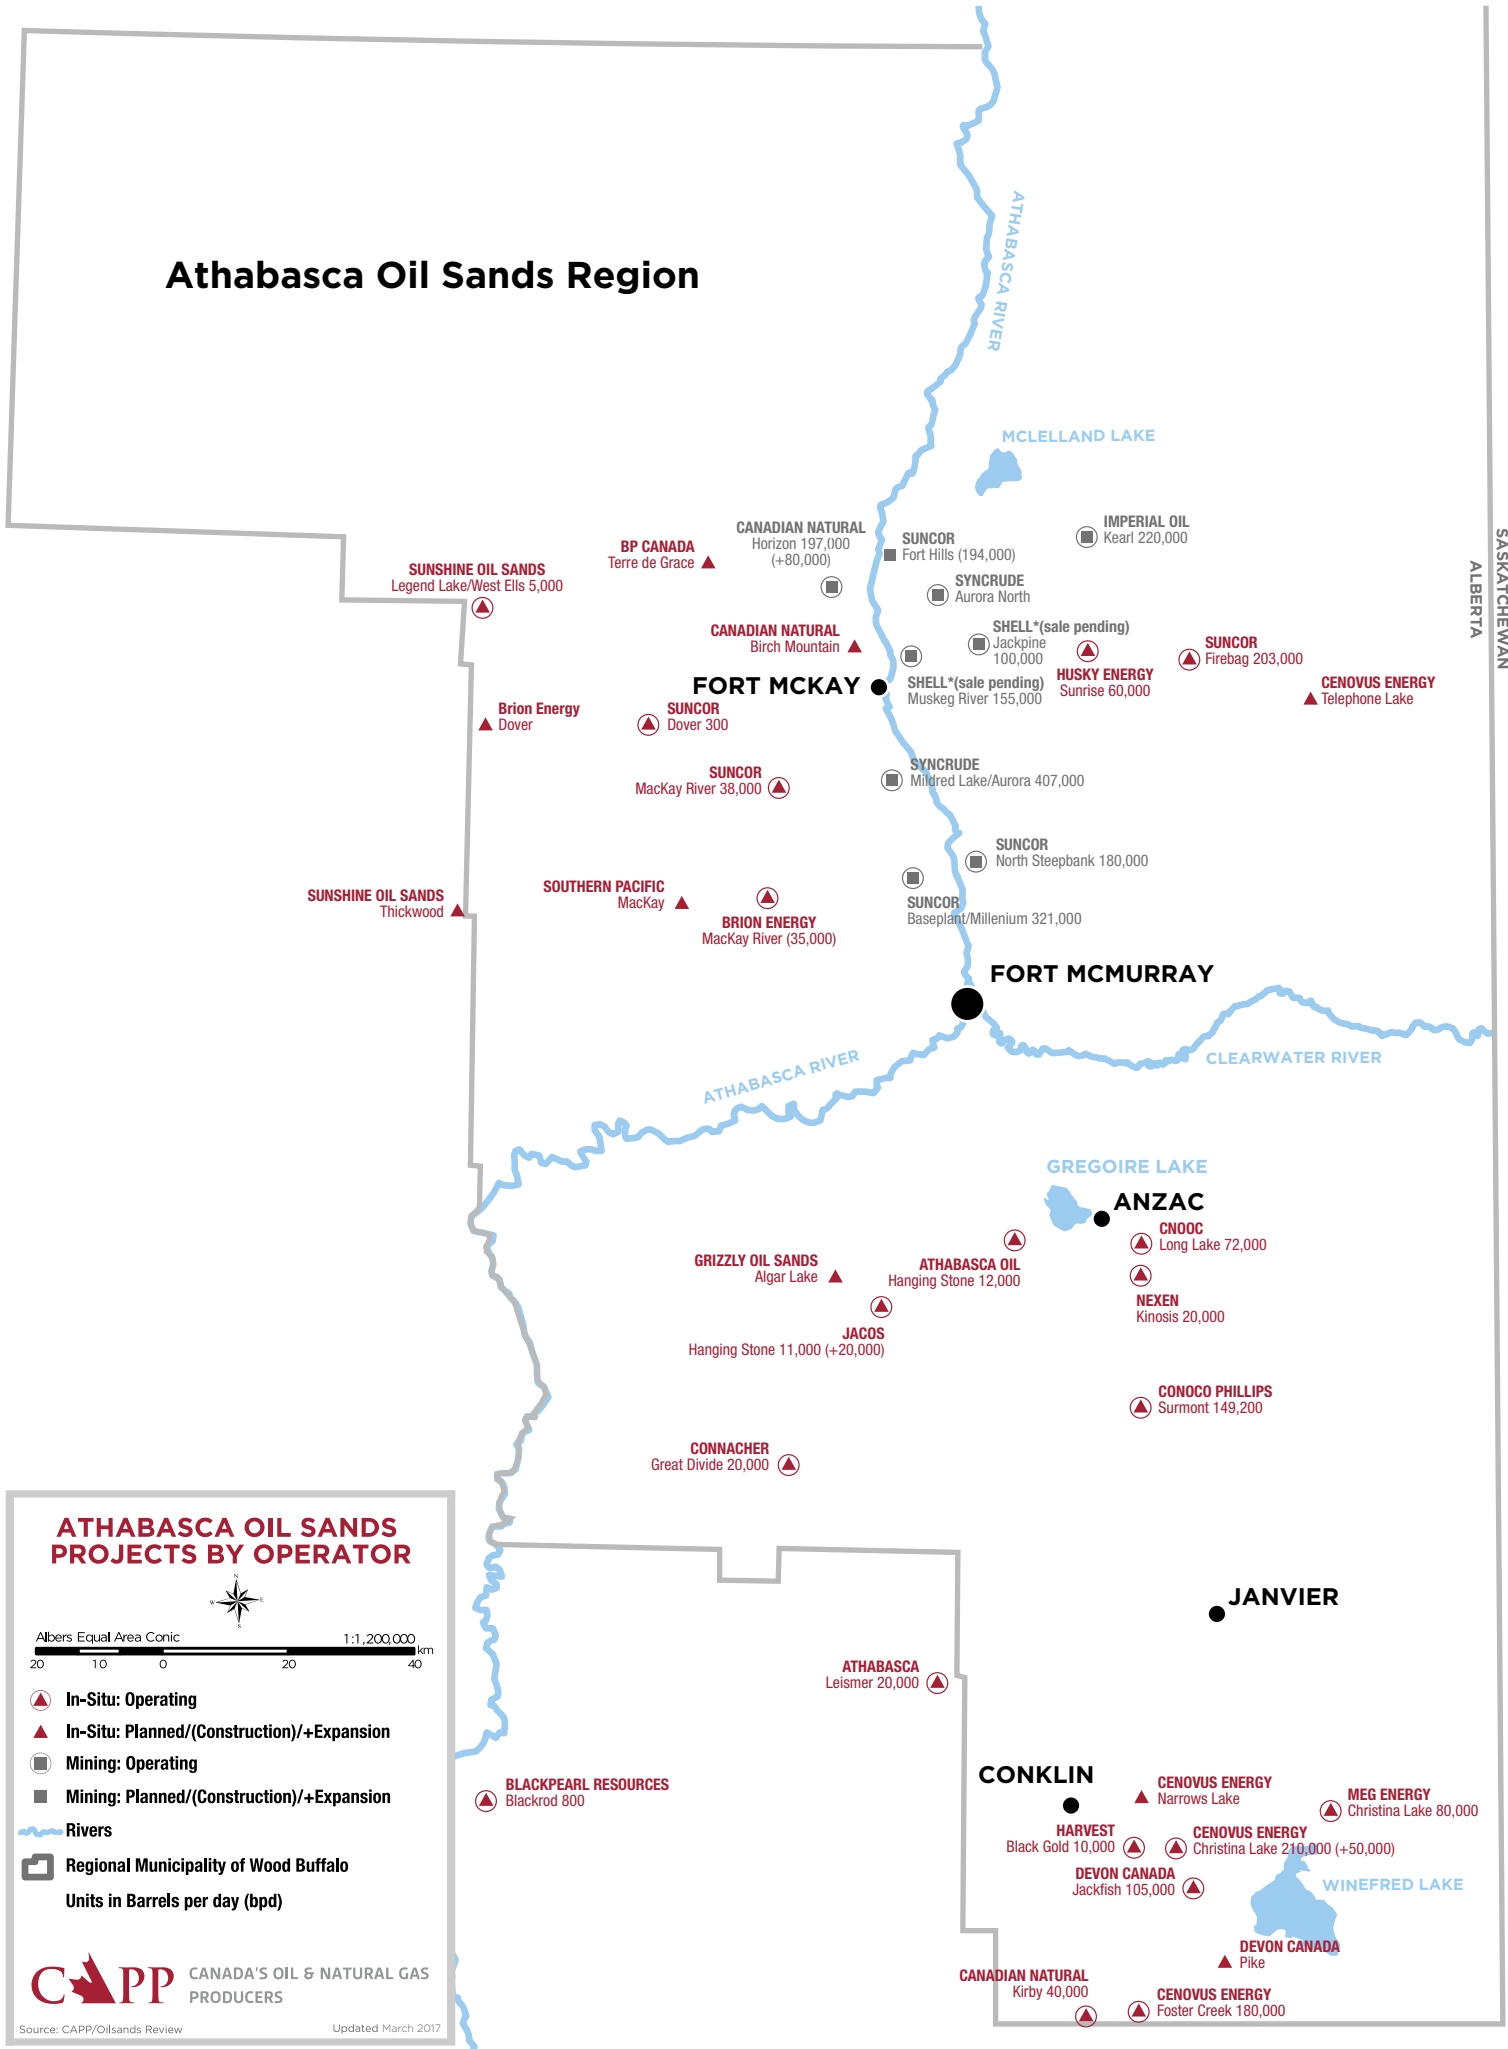 Athabasca Oil Sands Region
ATHABASCA RIVER
MCLELLAND LAKE
SASKATCHEWAN
ALBERTA
CANADIAN NATURAL
Horizon 197,000
(+80,000)
SUNCOR
Fort Hills (194,000)
IMPERIAL OIL
Kearl 220,000
BP CANADA
Terre de Grace
SUNSHINE OIL SANDS
Legend Lake/West Ells 5,000
SYNCRUDE
Aurora North
CANADIAN NATURAL
Birch Mountain
SHELL*(sale pending)
Jackpine
100,000
SUNCOR
Firebag 203,000
HUSKY ENERGY
Sunrise 60,000
FORT MCKAY
SHELL*(sale pending)
Muskeg River 155,000
CENOVUS ENERGY
Telephone Lake
Brion Energy
Dover
SUNCOR
Dover 300
SUNCOR
MacKay River 38,000
SYNCRUDE
Mildred Lake/Aurora 407,000
SUNCOR
North Steepbank 180,000
SUNSHINE OIL SANDS
Thickwood
SOUTHERN PACIFIC
MacKay
BRION ENERGY
MacKay River (35,000)
SUNCOR
Baseplant/Millenium 321,000
FORT MCMURRAY
ATHABASCA RIVER
CLEARWATER RIVER
GREGOIRE LAKE
ANZAC
CNOOC
Long Lake 72,000
GRIZZLY OIL SANDS
Algar Lake
ATHABASCA OIL
Hanging Stone 12,000
NEXEN
Kinosis 20,000
JACOS
Hanging Stone 11,000 (+20,000)
CONOCO PHILLIPS
Surmont 149,200
CONNACHER
Great Divide 20,000
JANVIER
ATHABASCA
Leismer 20,000
CONKLIN
BLACKPEARL RESOURCES
Blackrod 800
CENOVUS ENERGY
Narrows Lake
MEG ENERGY
Christina Lake 80,000
HARVEST
Black Gold 10,000
CENOVUS ENERGY
Christina Lake 210,000 (+50,000)
DEVON CANADA
Jackfish 105,000
WINEFRED LAKE
DEVON CANADA
Pike
CANADIAN NATURAL
Kirby 40,000
CENOVUS ENERGY
Foster Creek 180,000
ATHABASCA OIL SANDS
PROJECTS BY OPERATOR
N
W E
S
Albers Equal Area Conic 1:1,200,000
km
20 10 0 20 40
In-Situ: Operating
In-Situ: Planned/(Construction)/+Expansion
Mining: Operating
Mining: Planned/(Construction)/+Expansion
Rivers
Regional Municipality of Wood Buffalo
Units in Barrels per day (bpd)
CAPP CANADA'S OIL & NATURAL GAS
PRODUCERS
Source: CAPP/Oilsands Review Updated March 2017